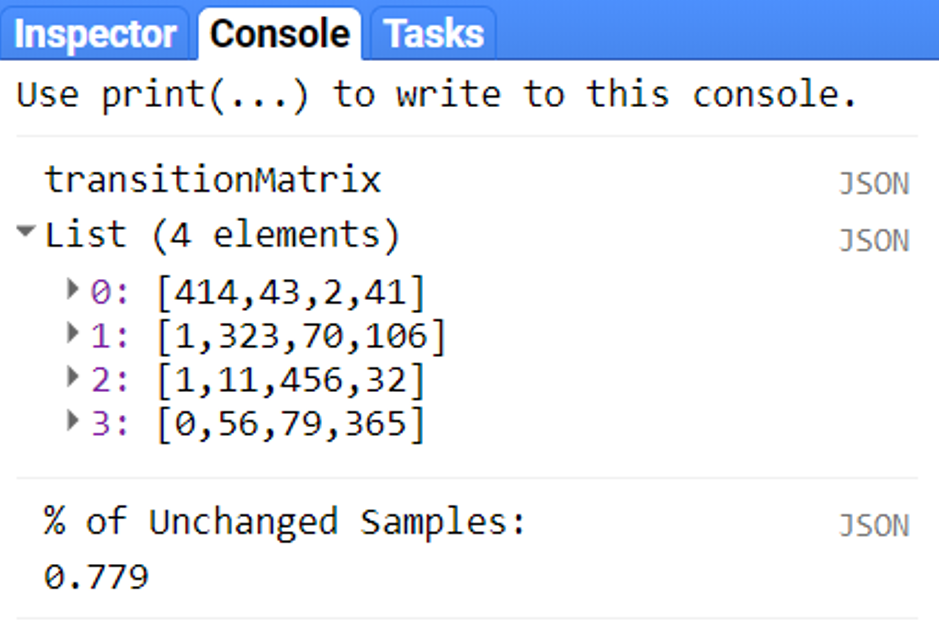 Inspector Console Tasks
Use print(...) to write to this console.
transitionMatrix JSON
List (4 elements) JSON
0: [414,43,2,41]
1: [1,323,70,106]
2: [1,11,456,32]
3: [0,56,79,365]
% of Unchanged Samples: JSON
0.779